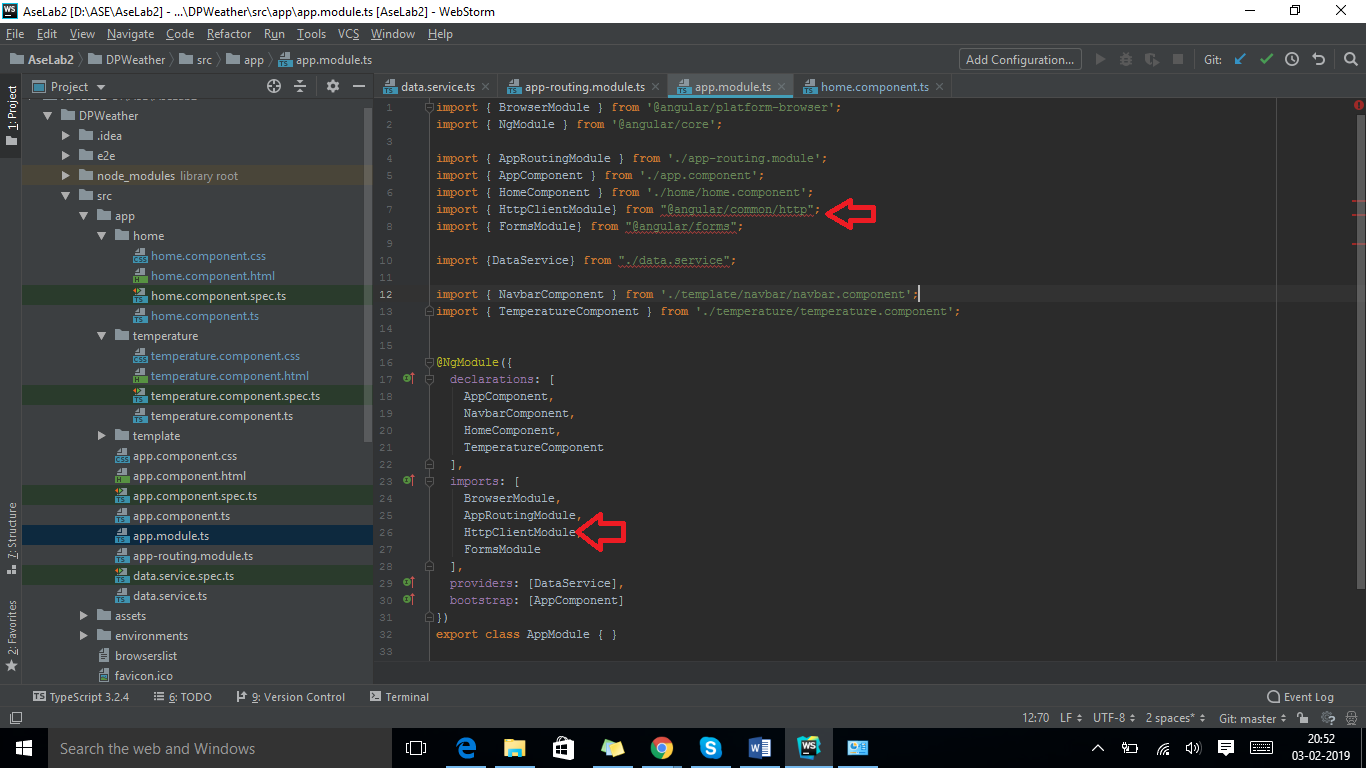 AseLab2 [D:\ASE\AseLab2] - ...\DPWeather\src\app\app.module.ts [AseLab2] - WebStorm
File Edit View Navigate Code Refactor Run Tools VCS Window Help
AseLab2 DPWeather src app app.module.ts
Add Configuration... Git:
Project
data.service.ts app-routing.module.ts app.module.ts home.component.ts
1: Project
7: Structure
2: Favorites
DPWeather
.idea
e2e
node_modules library root
src
app
home
home.component.css
home.component.html
home.component.spec.ts
home.component.ts
temperature
temperature.component.css
temperature.component.html
temperature.component.spec.ts
temperature.component.ts
template
app.component.css
app.component.html
app.component.spec.ts
app.component.ts
app.module.ts
app-routing.module.ts
data.service.spec.ts
data.service.ts
assets
environments
browserslist
favicon.ico
1 import { BrowserModule } from '@angular/platform-browser';
2 import { NgModule } from '@angular/core';
3
4 import { AppRoutingModule } from './app-routing.module';
5 import { AppComponent } from './app.component';
6 import { HomeComponent } from './home/home.component';
7 import { HttpClientModule} from "@angular/common/http";
8 import { FormsModule} from "@angular/forms";
9
10 import {DataService} from "./data.service";
11
12 import { NavbarComponent } from './template/navbar/navbar.component';
13 import { TemperatureComponent } from './temperature/temperature.component';
14
15
16 @NgModule({
17 declarations: [
18 AppComponent,
19 NavbarComponent,
20 HomeComponent,
21 TemperatureComponent
22 ],
23 imports: [
24 BrowserModule,
25 AppRoutingModule,
26 HttpClientModule,
27 FormsModule
28 ],
29 providers: [DataService],
30 bootstrap: [AppComponent]
31 })
32 export class AppModule { }
33
TypeScript 3.2.4 6: TODO 9: Version Control Terminal Event Log
12:70 LF UTF-8 2 spaces* Git: master
Search the web and Windows
20:52
03-02-2019